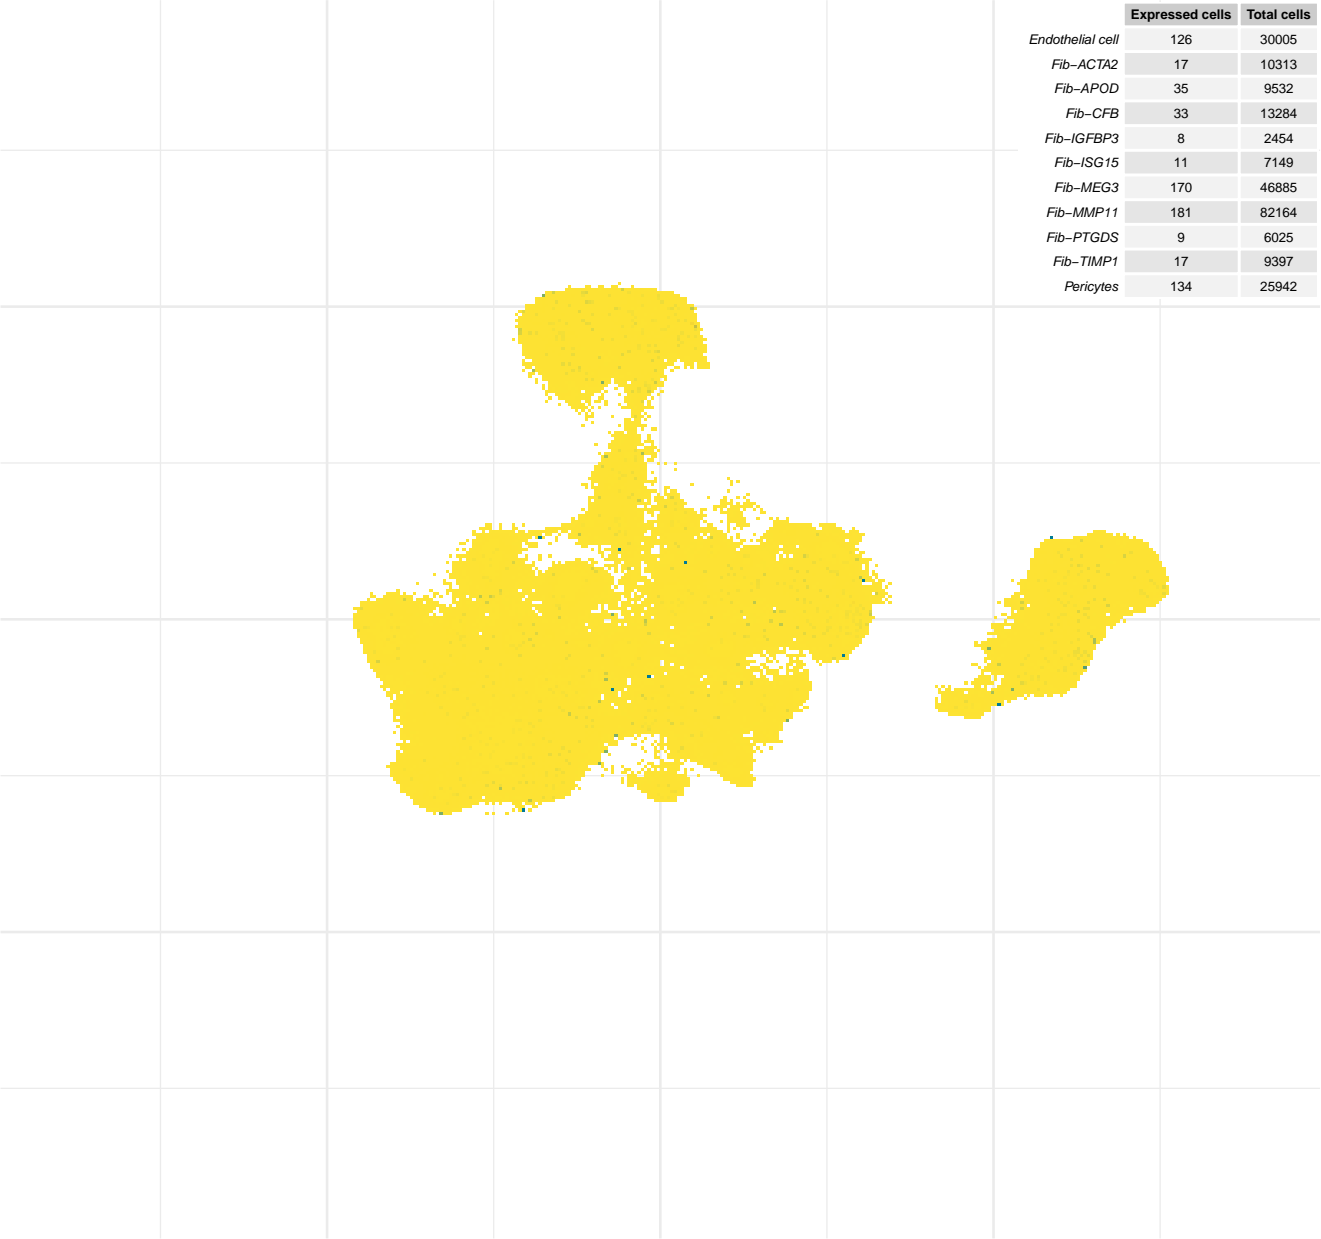 Expressed cells Total cells
Endothelial cell 126 30005
Fib−ACTA2 17 10313
Fib−APOD 35 9532
Fib−CFB 33 13284
Fib−IGFBP3 8 2454
Fib−ISG15 11 7149
Fib−MEG3 170 46885
Fib−MMP11 181 82164
Fib−PTGDS 9 6025
Fib−TIMP1 17 9397
Pericytes 134 25942